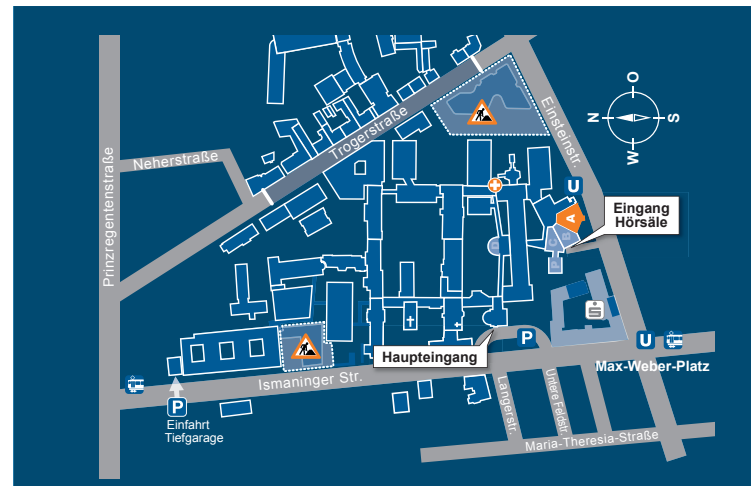 O
N
S
W
Einsteinstr.
Trogerstraße
Neherstraße
Prinzregentenstraße
U
Eingang
Hörsäle
A
B
C
D
P
S
Haupteingang
P
U
Max-Weber-Platz
Ismaninger Str.
P
Einfahrt
Tiefgarage
Langerstr.
Untere Feldstr.
Maria-Theresia-Straße